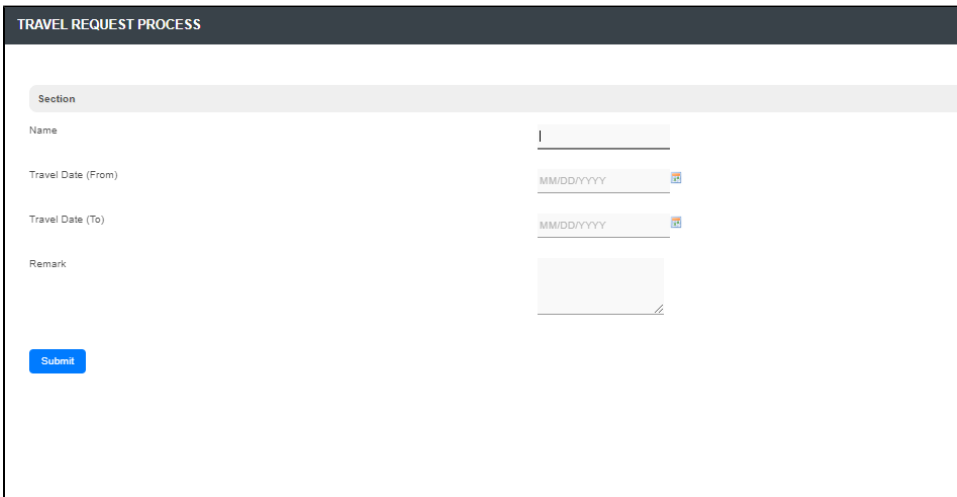 TRAVEL REQUEST PROCESS
Section
Name
Travel Date (From)
MM/DD/YYYY
Travel Date (To)
MM/DD/YYYY
Remark
Submit